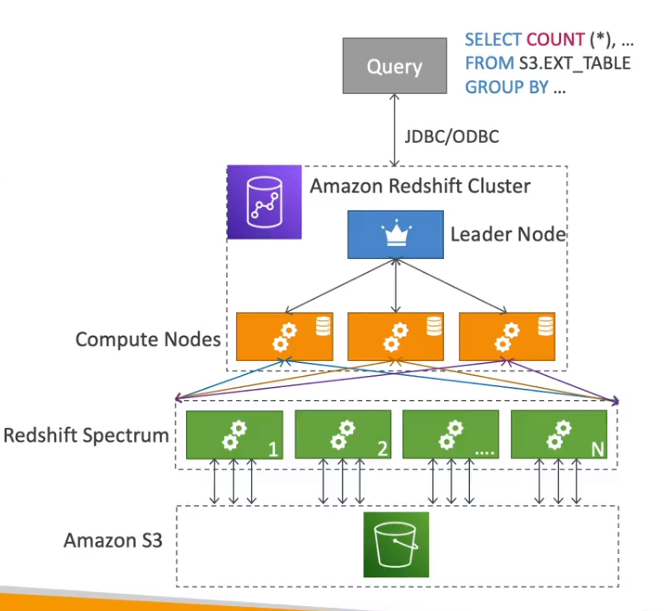 Query
SELECT COUNT (*), ...
FROM S3.EXT_TABLE
GROUP BY ...
JDBC/ODBC
Amazon Redshift Cluster
Leader Node
Compute Nodes
Redshift Spectrum
1
2
....
N
Amazon S3